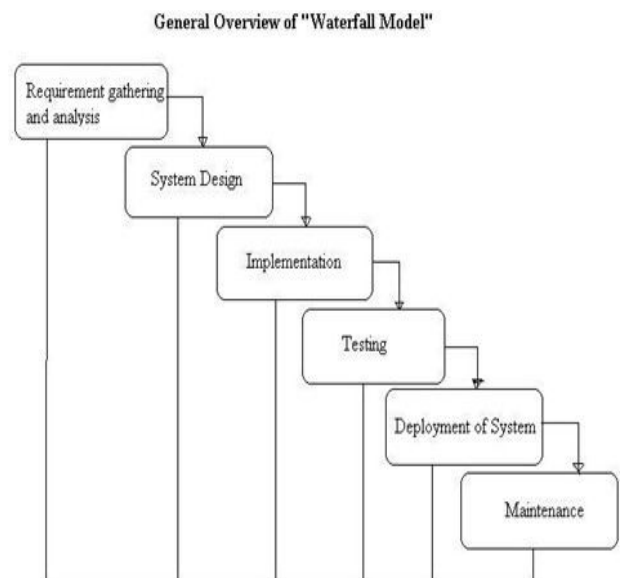 General Overview of "Waterfall Model"
Requirement gathering
and analysis
System Design
Implementation
Testing
Deployment of System
Maintenance